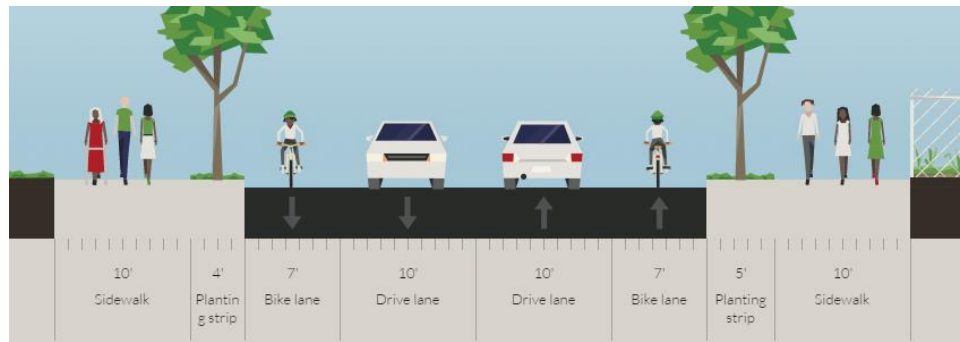 10'
Sidewalk
4'
Plantin
g strip
7'
Bike lane
10'
Drive lane
10'
Drive lane
7'
Bike lane
5'
Planting
strip
10'
Sidewalk